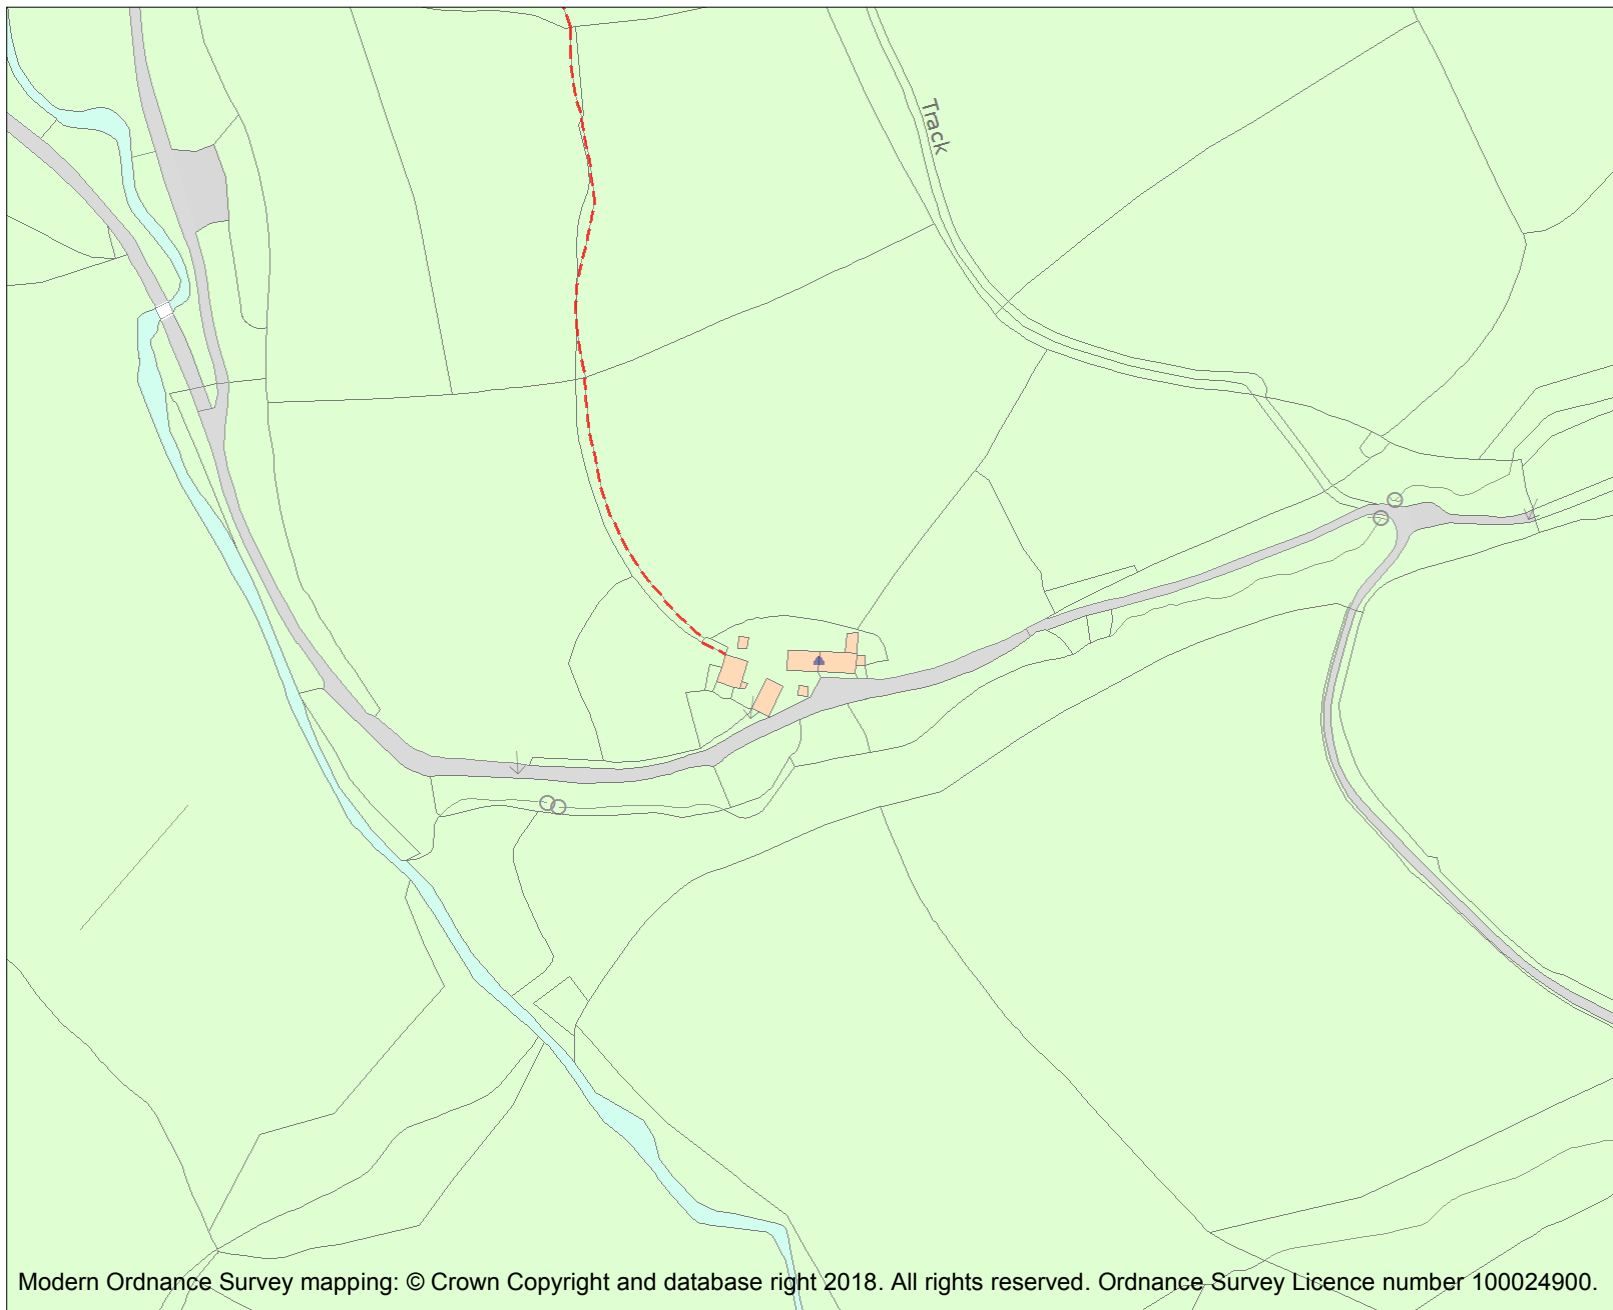 Track
Modern Ordnance Survey mapping: © Crown Copyright and database right 2018. All rights reserved. Ordnance Survey Licence number 100024900.